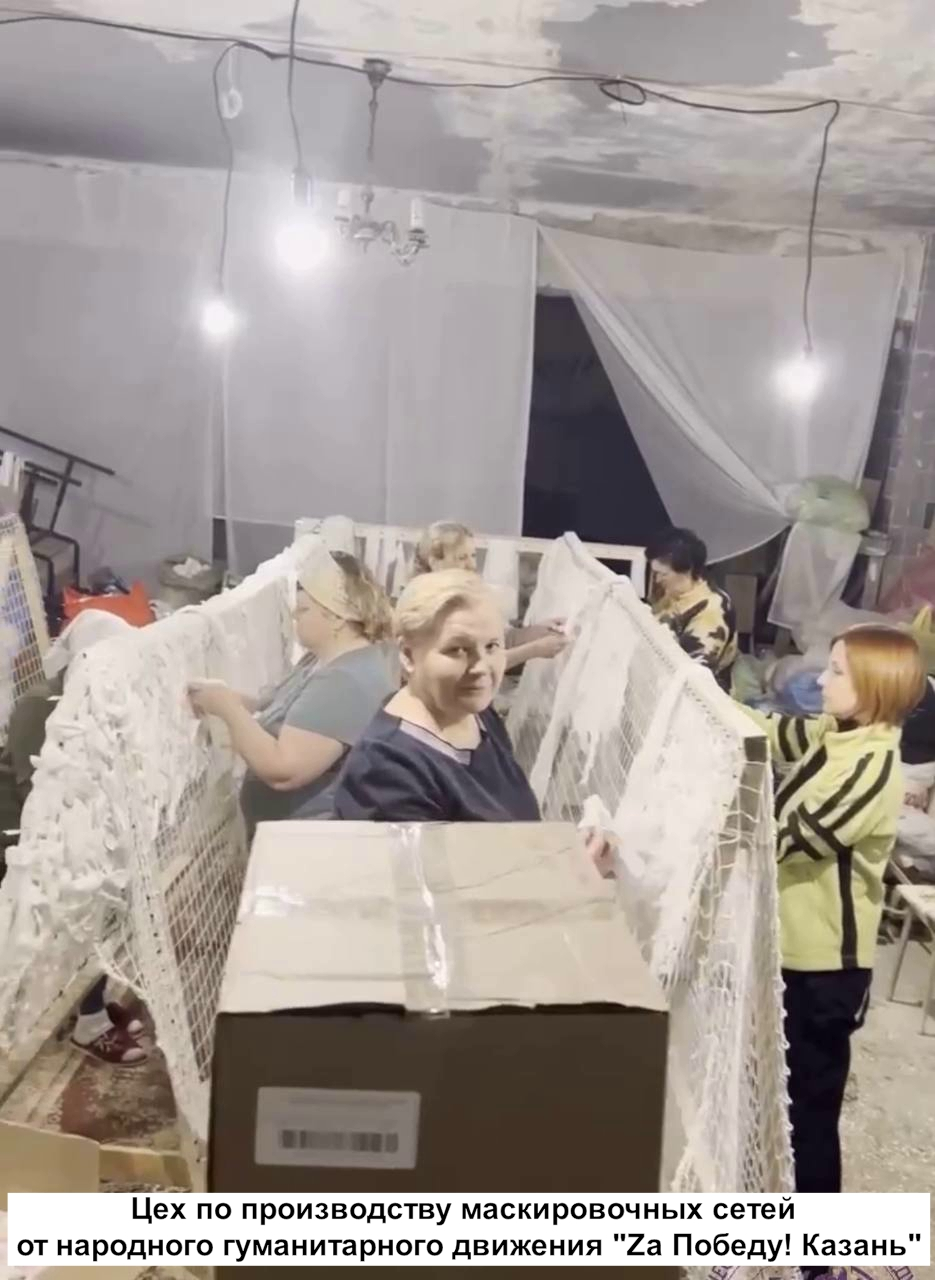 Цех по производству маскировочных сетей
от народного гуманитарного движения "Zа Победу! Казань"